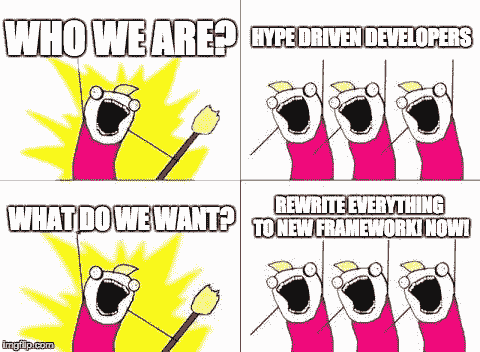 WHO WE ARE?
HYPE DRIVEN DEVELOPERS
WHAT DO WE WANT?
REWRITE EVERYTHING
TO NEW FRAMEWORK! NOW!
imgflip.com